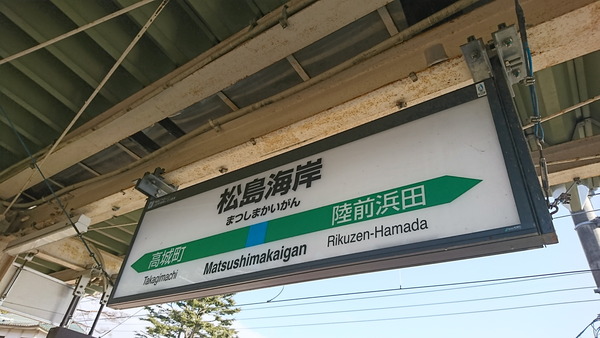 松島海岸
まつしまかいがん
高城町
陸前浜田
Takagimachi
Matsushimakaigan
Rikuzen-Hamada